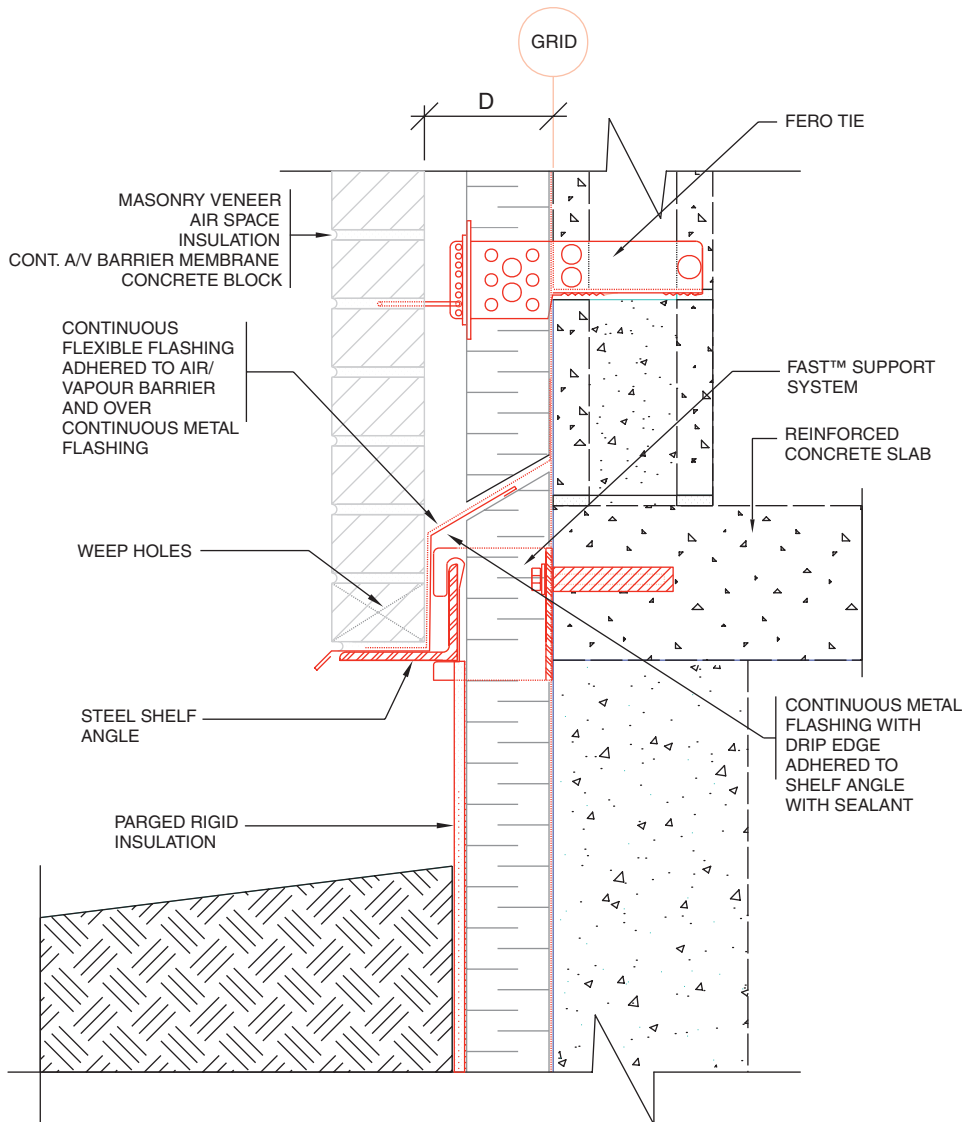 GRID
D
FERO TIE
MASONRY VENEER
AIR SPACE
INSULATION
CONT. A/V BARRIER MEMBRANE
CONCRETE BLOCK
CONTINUOUS
FLEXIBLE FLASHING
ADHERED TO AIR/
VAPOUR BARRIER
AND OVER
CONTINUOUS METAL
FLASHING
FAST™ SUPPORT
SYSTEM
REINFORCED
CONCRETE SLAB
WEEP HOLES
STEEL SHELF
ANGLE
CONTINUOUS METAL
FLASHING WITH
DRIP EDGE
ADHERED TO
SHELF ANGLE
WITH SEALANT
PARGED RIGID
INSULATION